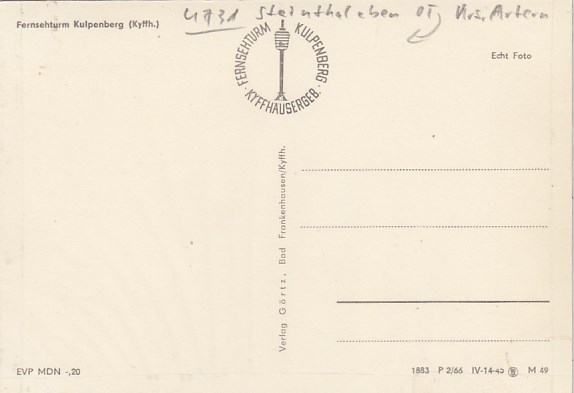 Fernsehturm Kulpenberg (Kyffh.)
4731 Steinthaleben OT, Krs. Artern
FERNSEHTURM KULPENBERG
· KYFFHÄUSERGEB. ·
Echt Foto
Verlag Görtz, Bad Frankenhausen/Kyffh.
EVP MDN -,20
1883 P 2/66 IV-14-45 M 49